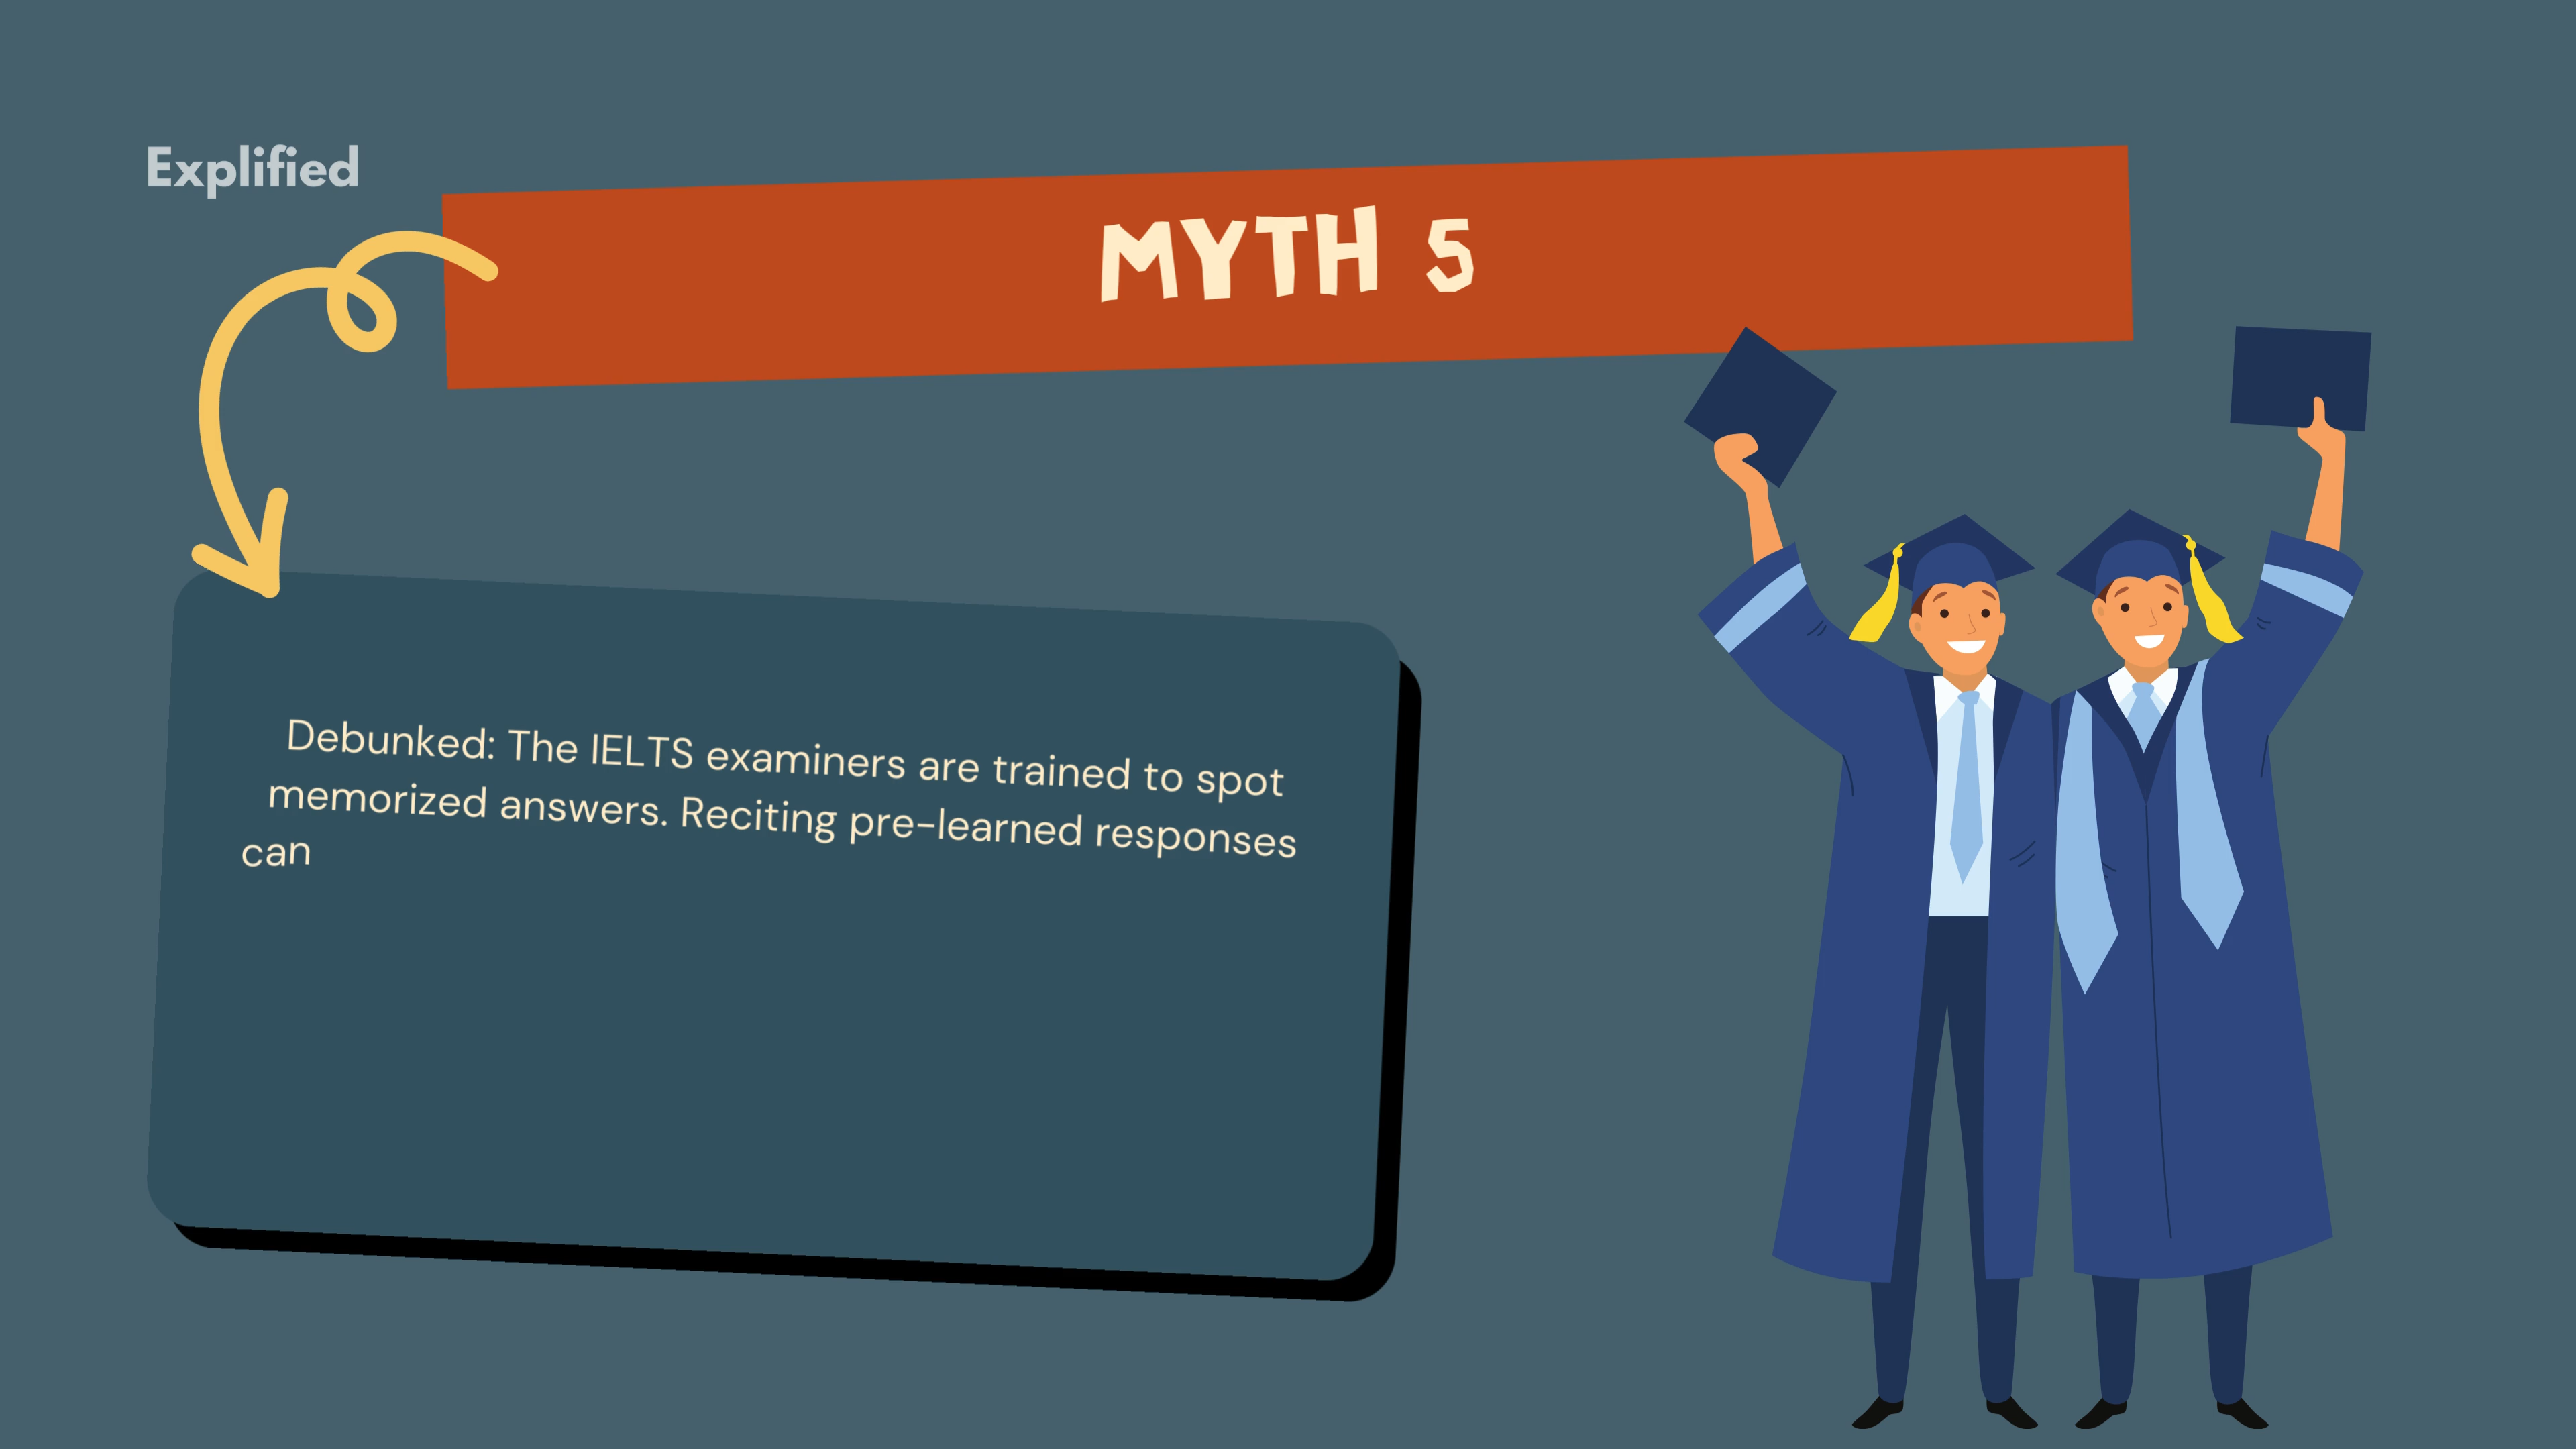 Explified
MYTH 5
Debunked: The IELTS examiners are trained to spot
memorized answers. Reciting pre-learned responses
can